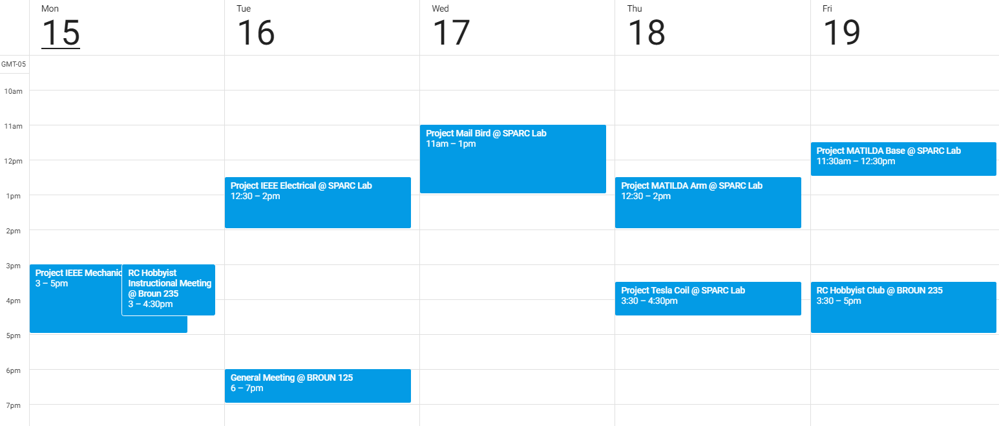 Mon
15
Tue
16
Wed
17
Thu
18
Fri
19
GMT-05
10am
11am
12pm
1pm
2pm
3pm
4pm
5pm
6pm
7pm
Project IEEE Mechanic
3 – 5pm
RC Hobbyist
Instructional Meeting
@ Broun 235
3 – 4:30pm
Project IEEE Electrical @ SPARC Lab
12:30 – 2pm
General Meeting @ BROUN 125
6 – 7pm
Project Mail Bird @ SPARC Lab
11am – 1pm
Project MATILDA Arm @ SPARC Lab
12:30 – 2pm
Project Tesla Coil @ SPARC Lab
3:30 – 4:30pm
Project MATILDA Base @ SPARC Lab
11:30am – 12:30pm
RC Hobbyist Club @ BROUN 235
3:30 – 5pm